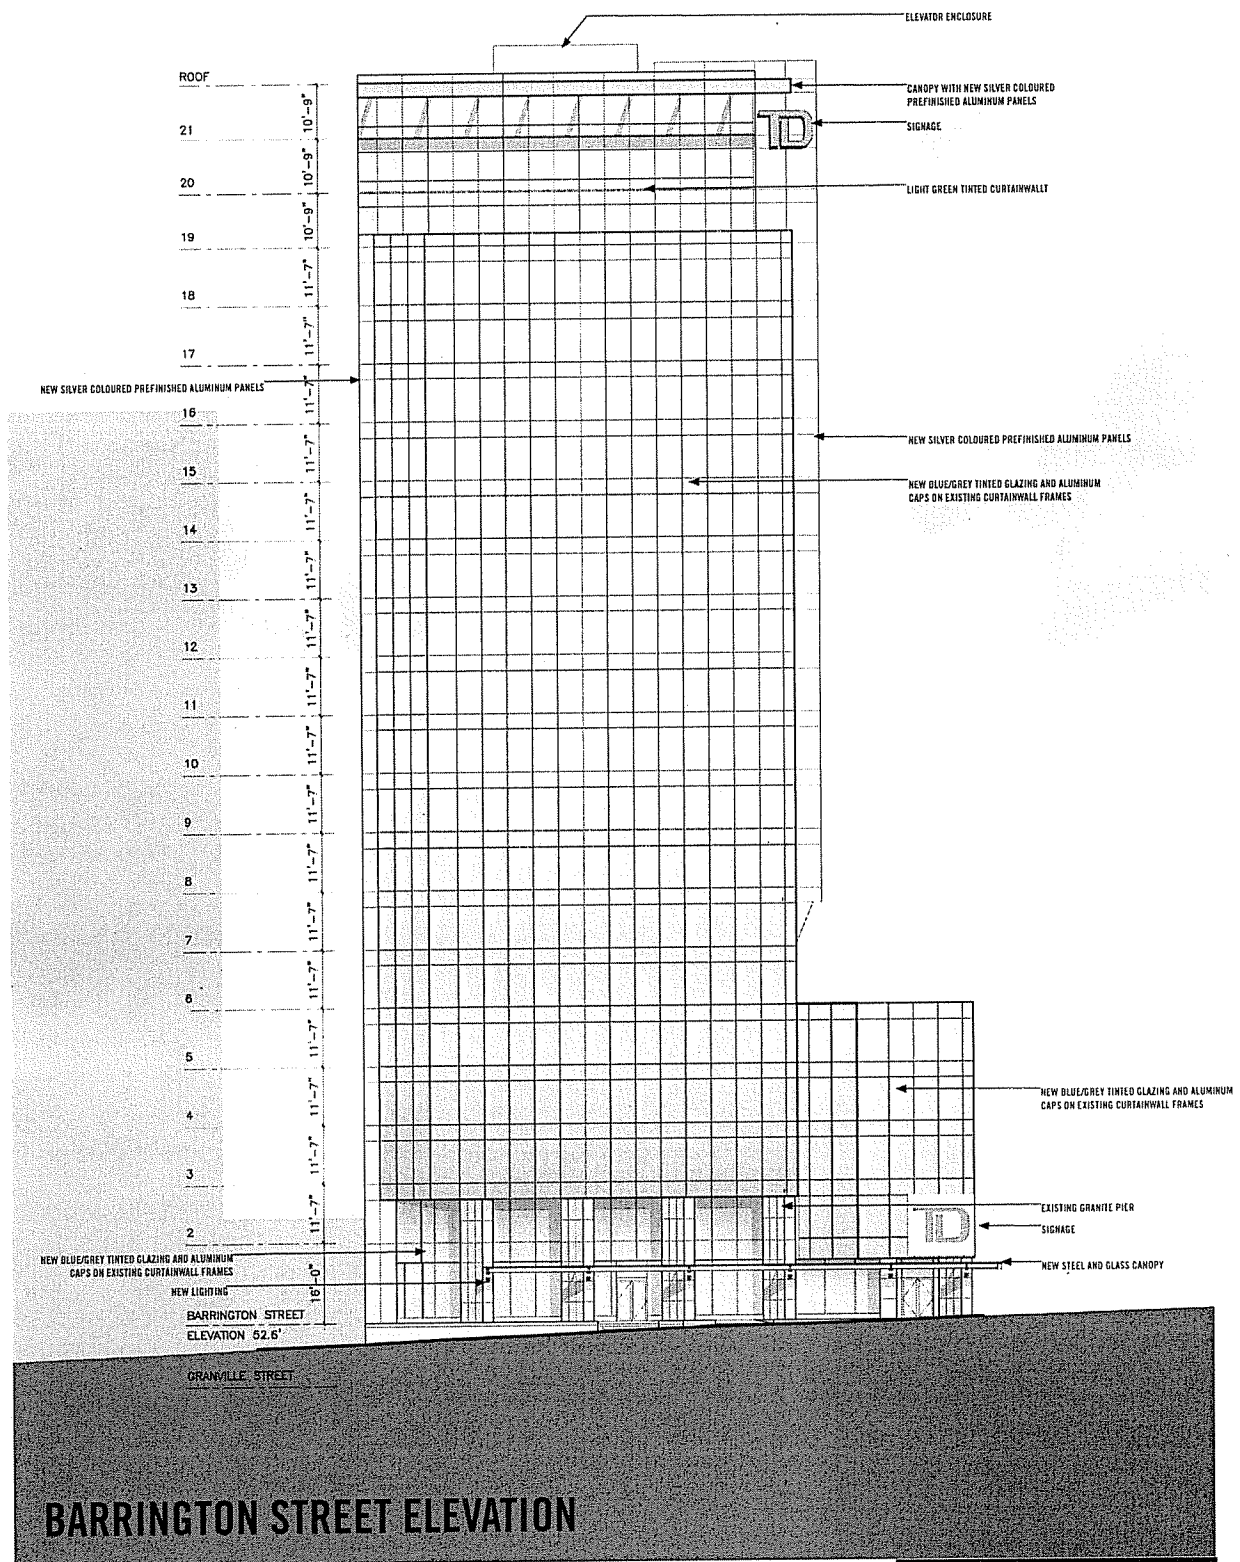 ELEVATOR ENCLOSURE
ROOF
CANOPY WITH NEW SILVER COLOURED
PREFINISHED ALUMINUM PANELS
10'-9"
TD
SIGNAGE
21
10'-9"
20
LIGHT GREEN TINTED CURTAINWALLT
10'-9"
19
11'-7"
18
11'-7"
17
NEW SILVER COLOURED PREFINISHED ALUMINUM PANELS
11'-7"
16
NEW SILVER COLOURED PREFINISHED ALUMINUM PANELS
11'-7"
15
NEW BLUE/GREY TINTED GLAZING AND ALUMINUM
CAPS ON EXISTING CURTAINWALL FRAMES
11'-7"
14
11'-7"
13
11'-7"
12
11'-7"
11
11'-7"
10
11'-7"
9
11'-7"
8
11'-7"
7
11'-7"
6
11'-7"
5
NEW BLUE/GREY TINTED GLAZING AND ALUMINUM
CAPS ON EXISTING CURTAINWALL FRAMES
11'-7"
4
11'-7"
3
11'-7"
EXISTING GRANITE PIER
TD
SIGNAGE
2
NEW BLUE/GREY TINTED GLAZING AND ALUMINUM
CAPS ON EXISTING CURTAINWALL FRAMES
NEW STEEL AND GLASS CANOPY
16'-0"
NEW LIGHTING
BARRINGTON STREET
ELEVATION 52.6'
GRANVILLE STREET
BARRINGTON STREET ELEVATION